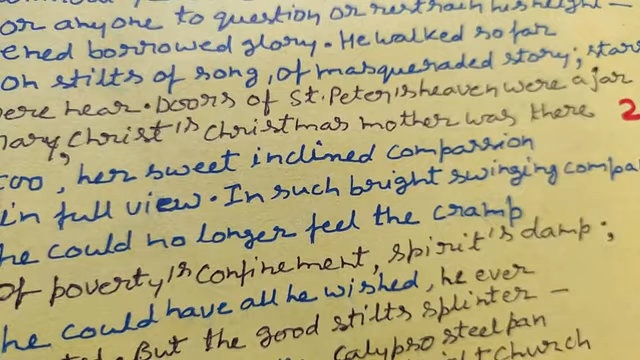 or anyone to question or restrain his height —
ened borrowed glory. He walked so far
on stilts of song, of masqueraded story; stars
were near. Doors of St. Peter's heaven were ajar
mary, Christ's Christmas mother was there 2
too, her sweet inclined compassion
in full view. In such bright swinging compa
he could no longer feel the cramp
of poverty's confinement, spirit's damp;
he could have all he wished, he ever
But the good stilts splinter —
Calypso steelpan
Church